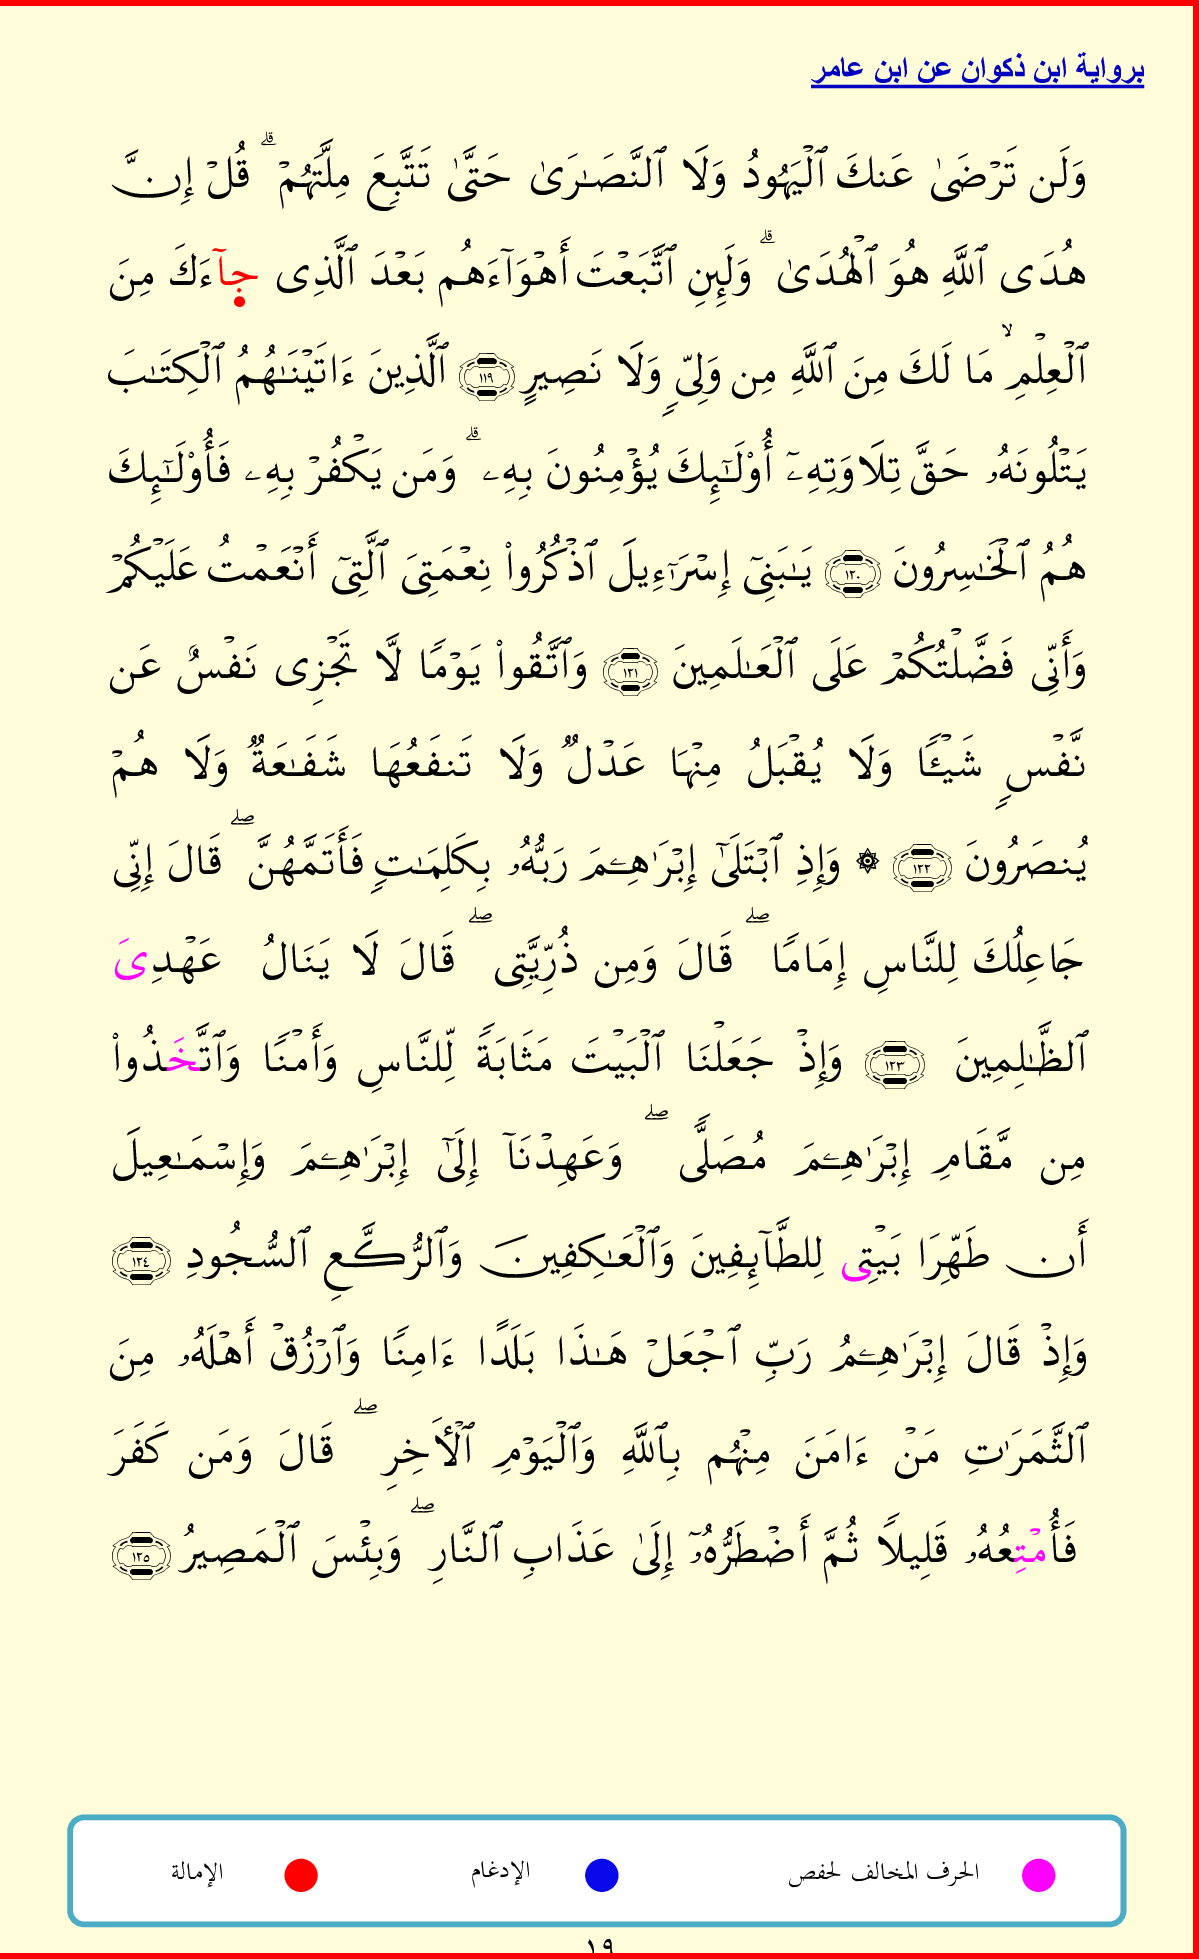 برواية ابن ذكوان عن ابن عامر
وَلَن تَرۡضَىٰ عَنكَ ٱلۡيَهُودُ وَلَا ٱلنَّصَٰرَىٰ حَتَّىٰ تَتَّبِعَ مِلَّتَهُمۡۗ قُلۡ إِنَّ
هُدَى ٱللَّهِ هُوَ ٱلۡهُدَىٰۗ وَلَئِنِ ٱتَّبَعۡتَ أَهۡوَآءَهُم بَعۡدَ ٱلَّذِى جِآءَكَ مِنَ
ٱلۡعِلۡمِۙ مَا لَكَ مِنَ ٱللَّهِ مِن وَلِىّٖ وَلَا نَصِيرٍ ١١٩ ٱلَّذِينَ ءَاتَيۡنَٰهُمُ ٱلۡكِتَٰبَ
يَتۡلُونَهُۥ حَقَّ تِلَاوَتِهِۦٓ أُوْلَٰٓئِكَ يُؤۡمِنُونَ بِهِۦۗ وَمَن يَكۡفُرۡ بِهِۦ فَأُوْلَٰٓئِكَ
هُمُ ٱلۡخَٰسِرُونَ ١٢٠ يَٰبَنِىٓ إِسۡرَٰٓءِيلَ ٱذۡكُرُواْ نِعۡمَتِىَ ٱلَّتِىٓ أَنۡعَمۡتُ عَلَيۡكُمۡ
وَأَنِّى فَضَّلۡتُكُمۡ عَلَى ٱلۡعَٰلَمِينَ ١٢١ وَٱتَّقُواْ يَوۡمٗا لَّا تَجۡزِى نَفۡسٌ عَن
نَّفۡسٖ شَيۡـٔٗا وَلَا يُقۡبَلُ مِنۡهَا عَدۡلٞ وَلَا تَنفَعُهَا شَفَٰعَةٞ وَلَا هُمۡ
يُنصَرُونَ ١٢٢ ۞ وَإِذِ ٱبۡتَلَىٰٓ إِبۡرَٰهِـۧمَ رَبُّهُۥ بِكَلِمَٰتٖ فَأَتَمَّهُنَّۖ قَالَ إِنِّى
جَاعِلُكَ لِلنَّاسِ إِمَامٗاۖ قَالَ وَمِن ذُرِّيَّتِىۖ قَالَ لَا يَنَالُ عَهۡدِىَ
ٱلظَّٰلِمِينَ ١٢٣ وَإِذۡ جَعَلۡنَا ٱلۡبَيۡتَ مَثَابَةٗ لِّلنَّاسِ وَأَمۡنٗا وَٱتَّخَذُواْ
مِن مَّقَامِ إِبۡرَٰهِـۧمَ مُصَلّٗىۖ وَعَهِدۡنَآ إِلَىٰٓ إِبۡرَٰهِـۧمَ وَإِسۡمَٰعِيلَ
أَن طَهِّرَا بَيۡتِى لِلطَّآئِفِينَ وَٱلۡعَٰكِفِينَ وَٱلرُّكَّعِ ٱلسُّجُودِ ١٢٤
وَإِذۡ قَالَ إِبۡرَٰهِـۧمُ رَبِّ ٱجۡعَلۡ هَٰذَا بَلَدًا ءَامِنٗا وَٱرۡزُقۡ أَهۡلَهُۥ مِنَ
ٱلثَّمَرَٰتِ مَنۡ ءَامَنَ مِنۡهُم بِٱللَّهِ وَٱلۡيَوۡمِ ٱلۡأَخِرِۖ قَالَ وَمَن كَفَرَ
فَأُمۡتِعُهُۥ قَلِيلٗا ثُمَّ أَضۡطَرُّهُۥٓ إِلَىٰ عَذَابِ ٱلنَّارِۖ وَبِئۡسَ ٱلۡمَصِيرُ ١٢٥
الحرف المخالف لحفص الإدغام الإمالة
١٩